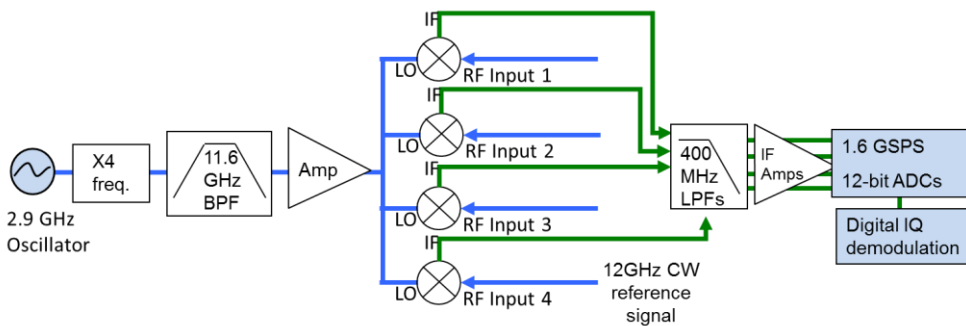 2.9 GHz
Oscillator
X4
freq.
11.6
GHz
BPF
Amp
IF
LO
RF Input 1
IF
LO
RF Input 2
IF
LO
RF Input 3
IF
LO
RF Input 4
12GHz CW
reference
signal
400
MHz
LPFs
IF
Amps
1.6 GSPS
12-bit ADCs
Digital IQ
demodulation